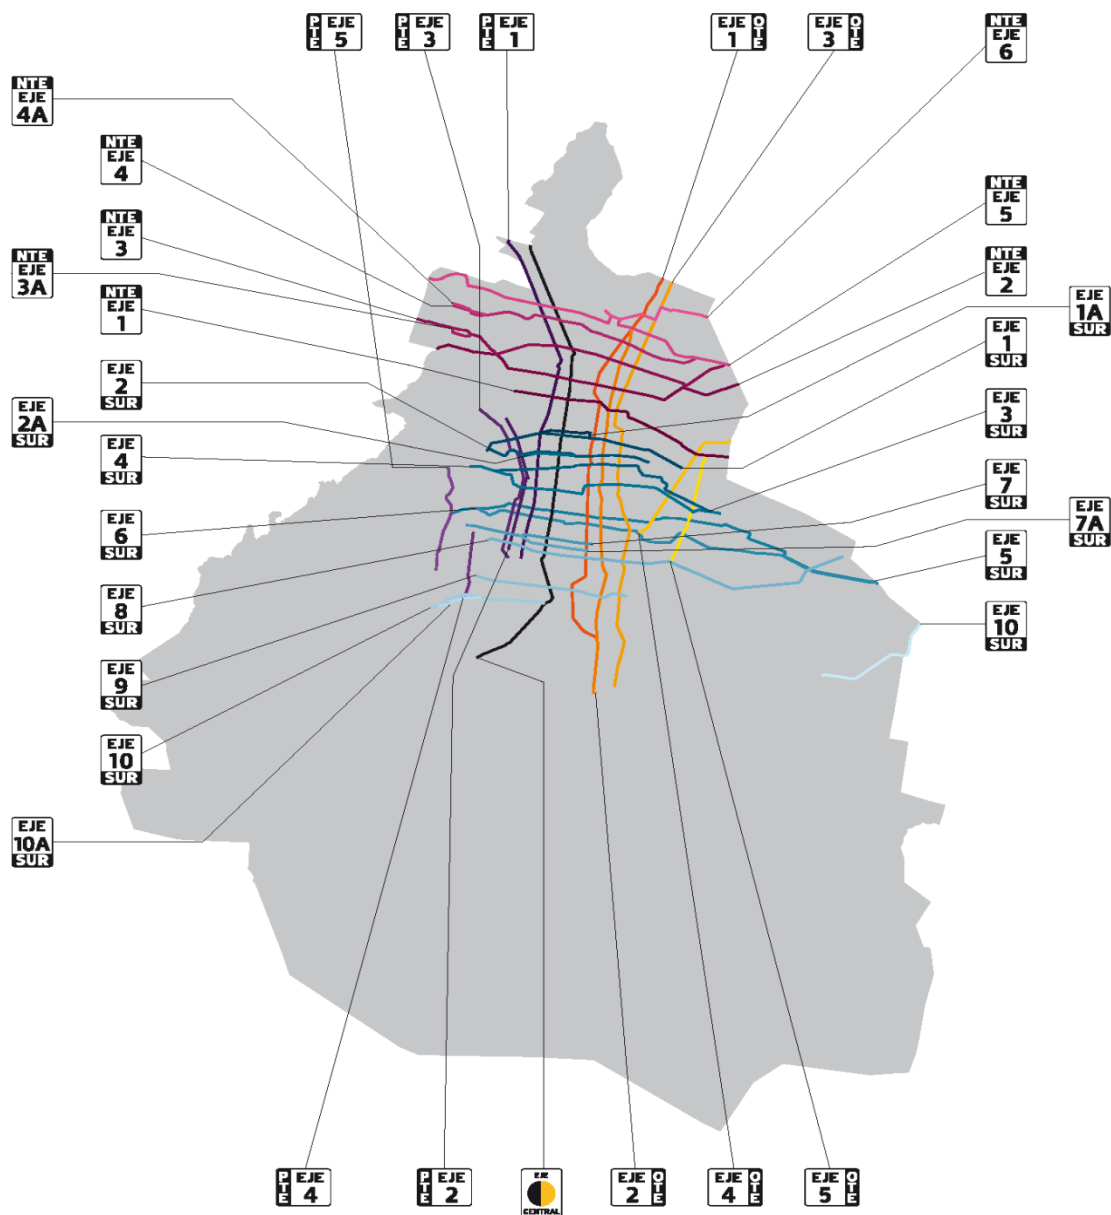 PTE EJE 5
PTE EJE 3
PTE EJE 1
EJE 1 OTE
EJE 3 OTE
NTE EJE 6
NTE EJE 4A
NTE EJE 4
NTE EJE 5
NTE EJE 3
NTE EJE 3A
NTE EJE 2
NTE EJE 1
EJE 1A SUR
EJE 1 SUR
EJE 2 SUR
EJE 2A SUR
EJE 3 SUR
EJE 4 SUR
EJE 7 SUR
EJE 7A SUR
EJE 6 SUR
EJE 5 SUR
EJE 8 SUR
EJE 10 SUR
EJE 9 SUR
EJE 10 SUR
EJE 10A SUR
PTE EJE 4
PTE EJE 2
EJE CENTRAL
EJE 2 OTE
EJE 4 OTE
EJE 5 OTE